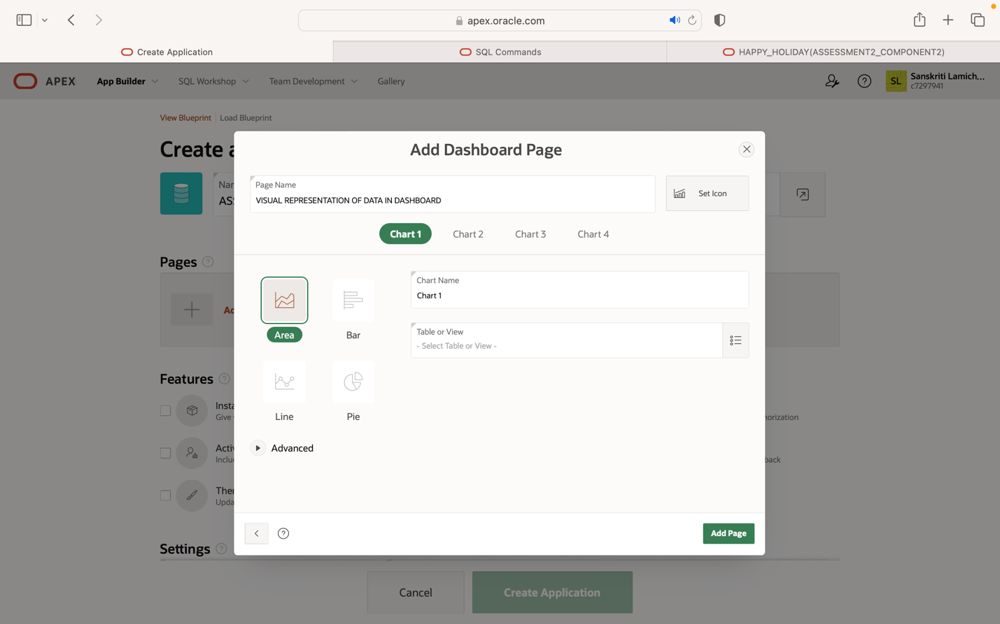 apex.oracle.com
Create Application
SQL Commands
HAPPY_HOLIDAY(ASSESSMENT2_COMPONENT2)
APEX
App Builder
SQL Workshop
Team Development
Gallery
SL
Sanskriti Lamich...
c7297941
View Blueprint
Load Blueprint
Create a
Add Dashboard Page
Nar
AS
Page Name
VISUAL REPRESENTATION OF DATA IN DASHBOARD
Set Icon
Chart 1
Chart 2
Chart 3
Chart 4
Pages
Ad
Area
Bar
Line
Pie
Chart Name
Chart 1
Table or View
- Select Table or View -
Advanced
Features
Insta
Give
horization
Activ
Inclu
back
Ther
Upda
Add Page
Settings
Cancel
Create Application